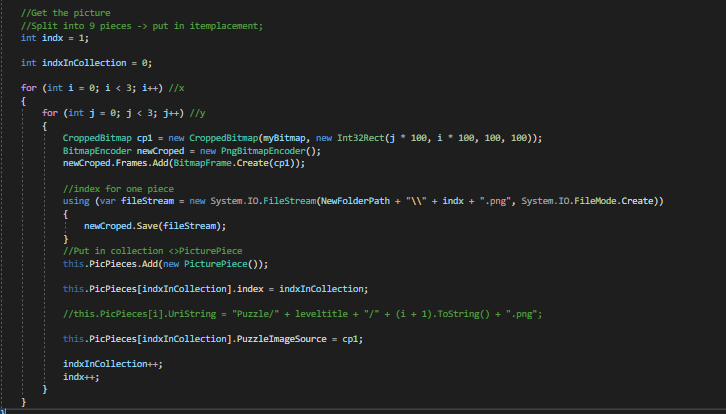 //Get the picture
//Split into 9 pieces -> put in itemplacement;
int indx = 1;
int indxInCollection = 0;
for (int i = 0; i < 3; i++) //x
{
for (int j = 0; j < 3; j++) //y
{
CroppedBitmap cp1 = new CroppedBitmap(myBitmap, new Int32Rect(j * 100, i * 100, 100, 100));
BitmapEncoder newCroped = new PngBitmapEncoder();
newCroped.Frames.Add(BitmapFrame.Create(cp1));
//index for one piece
using (var fileStream = new System.IO.FileStream(NewFolderPath + "\\" + indx + ".png", System.IO.FileMode.Create))
{
newCroped.Save(fileStream);
}
//Put in collection <>PicturePiece
this.PicPieces.Add(new PicturePiece());
this.PicPieces[indxInCollection].index = indxInCollection;
//this.PicPieces[i].UriString = "Puzzle/" + leveltitle + "/" + (i + 1).ToString() + ".png";
this.PicPieces[indxInCollection].PuzzleImageSource = cp1;
indxInCollection++;
indx++;
}
}